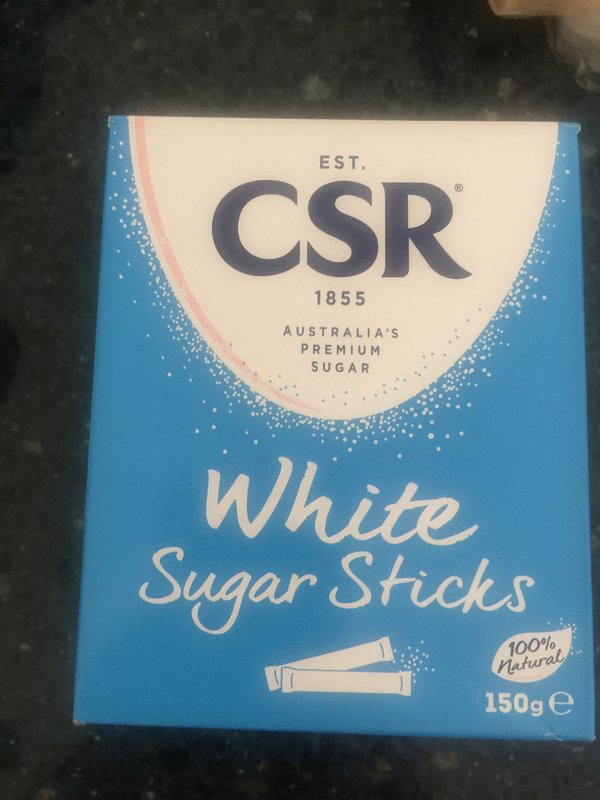 EST.
CSR®
1855
AUSTRALIA'S
PREMIUM
SUGAR
White
Sugar Sticks
100%
Natural
150g ℮